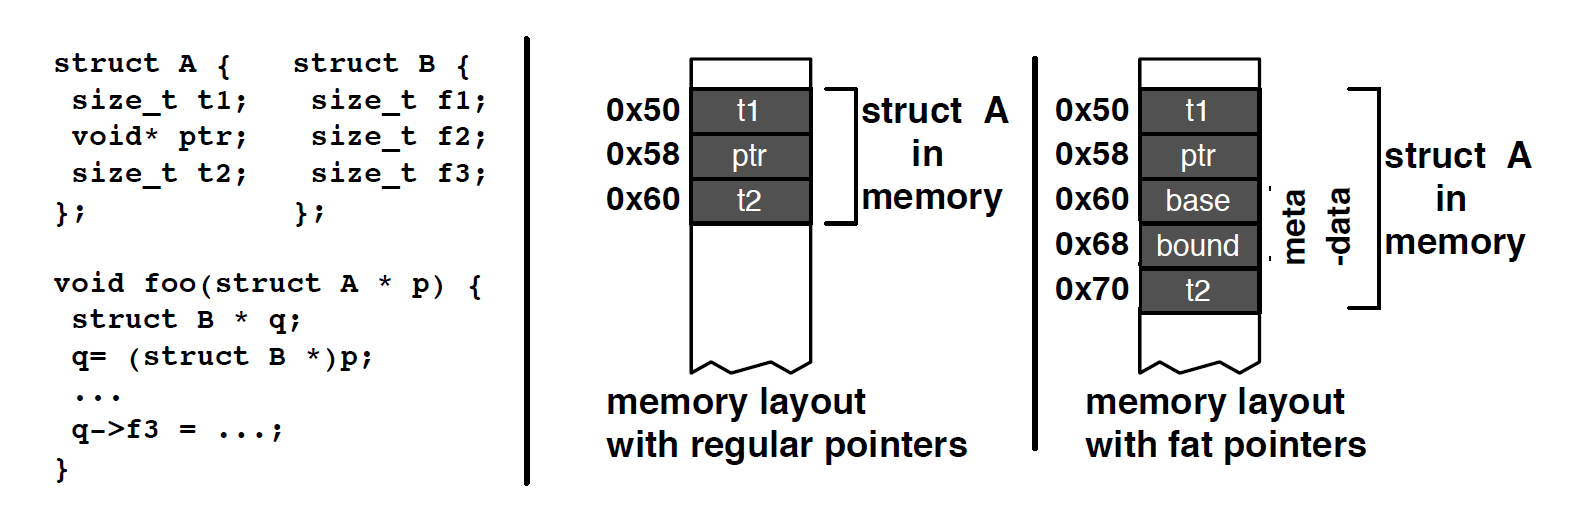 struct A {
 size_t t1;
 void* ptr;
 size_t t2;
};
struct B {
 size_t f1;
 size_t f2;
 size_t f3;
};
void foo(struct A * p) {
 struct B * q;
 q= (struct B *)p;
 ...
 q->f3 = ...;
}
0x50 t1
0x58 ptr
0x60 t2
struct A
in
memory
memory layout
with regular pointers
0x50 t1
0x58 ptr
0x60 base
0x68 bound
0x70 t2
meta
-data
struct A
in
memory
memory layout
with fat pointers